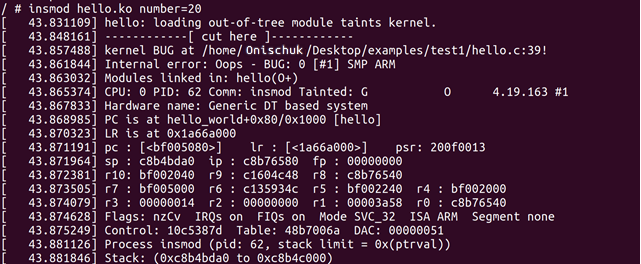 / # insmod hello.ko number=20
[   43.831109] hello: loading out-of-tree module taints kernel.
[   43.848161] ------------[ cut here ]------------
[   43.857488] kernel BUG at /home/Onischuk/Desktop/examples/test1/hello.c:39!
[   43.861844] Internal error: Oops - BUG: 0 [#1] SMP ARM
[   43.863032] Modules linked in: hello(O+)
[   43.865374] CPU: 0 PID: 62 Comm: insmod Tainted: G           O      4.19.163 #1
[   43.867833] Hardware name: Generic DT based system
[   43.868985] PC is at hello_world+0x80/0x1000 [hello]
[   43.870323] LR is at 0x1a66a000
[   43.871191] pc : [<bf005080>]    lr : [<1a66a000>]    psr: 200f0013
[   43.871964] sp : c8b4bda0  ip : c8b76580  fp : 00000000
[   43.872381] r10: bf002040  r9 : c1604c48  r8 : c8b76540
[   43.873505] r7 : bf005000  r6 : c135934c  r5 : bf002240  r4 : bf002000
[   43.874079] r3 : 00000014  r2 : 00000000  r1 : 00003a58  r0 : c8b76540
[   43.874628] Flags: nzCv  IRQs on  FIQs on  Mode SVC_32  ISA ARM  Segment none
[   43.875249] Control: 10c5387d  Table: 48b7006a  DAC: 00000051
[   43.881126] Process insmod (pid: 62, stack limit = 0x(ptrval))
[   43.881846] Stack: (0xc8b4bda0 to 0xc8b4c000)